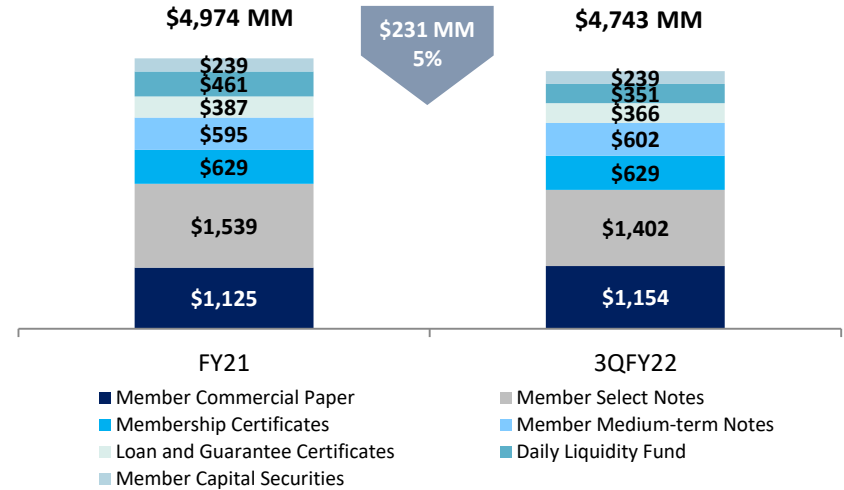 $4,974 MM
$231 MM
5%
$4,743 MM
$239
$461
$387
$595
$629
$1,539
$1,125
$239
$351
$366
$602
$629
$1,402
$1,154
FY21
3QFY22
Member Commercial Paper
Member Select Notes
Membership Certificates
Member Medium-term Notes
Loan and Guarantee Certificates
Daily Liquidity Fund
Member Capital Securities